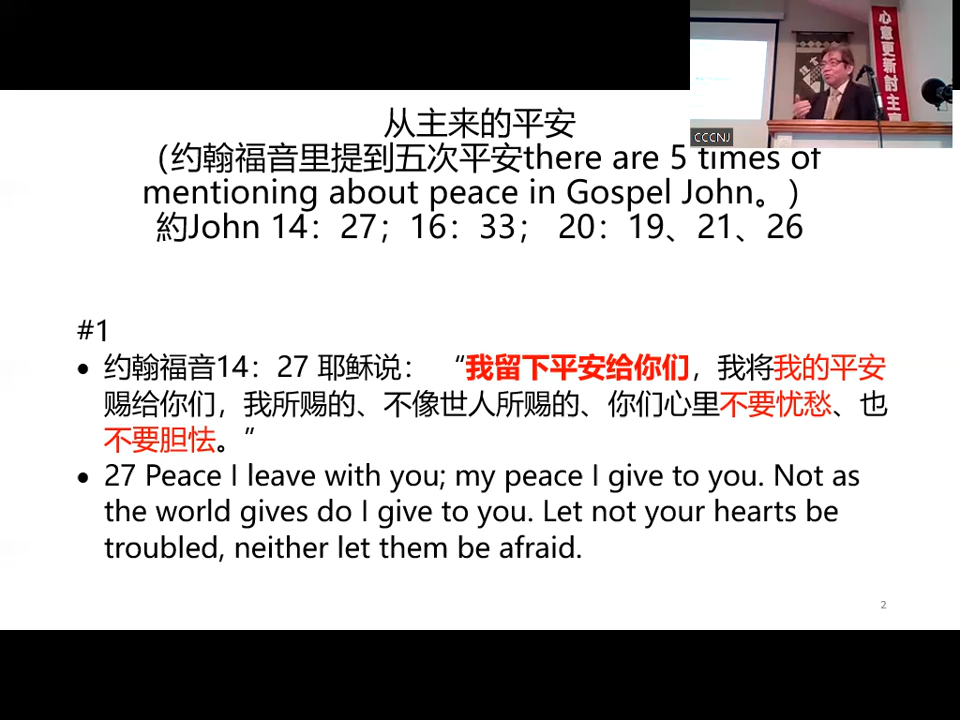 从主来的平安
（约翰福音里提到五次平安there are 5 times of
mentioning about peace in Gospel John。）
約John 14：27；16：33； 20：19、21、26
CCCNJ
心意更新討主
#1
• 约翰福音14：27 耶稣说： “我留下平安给你们，我将我的平安
赐给你们，我所赐的、不像世人所赐的、你们心里不要忧愁、也
不要胆怯。”
• 27 Peace I leave with you; my peace I give to you. Not as
the world gives do I give to you. Let not your hearts be
troubled, neither let them be afraid.
2